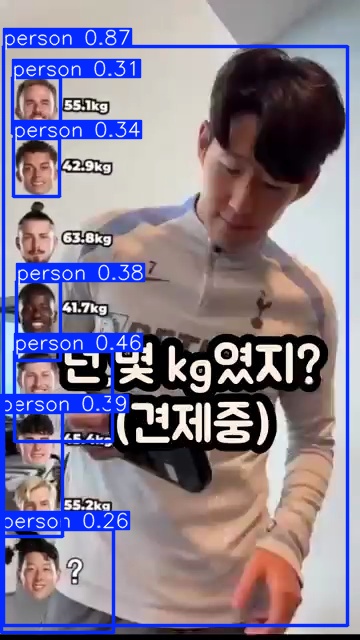 person 0.87
person 0.31
55.1kg
person 0.34
42.9kg
63.8kg
person 0.38
41.7kg
person 0.46
넌 몇 kg였지?
person 0.39
(견제중)
55.2kg
person 0.26
?